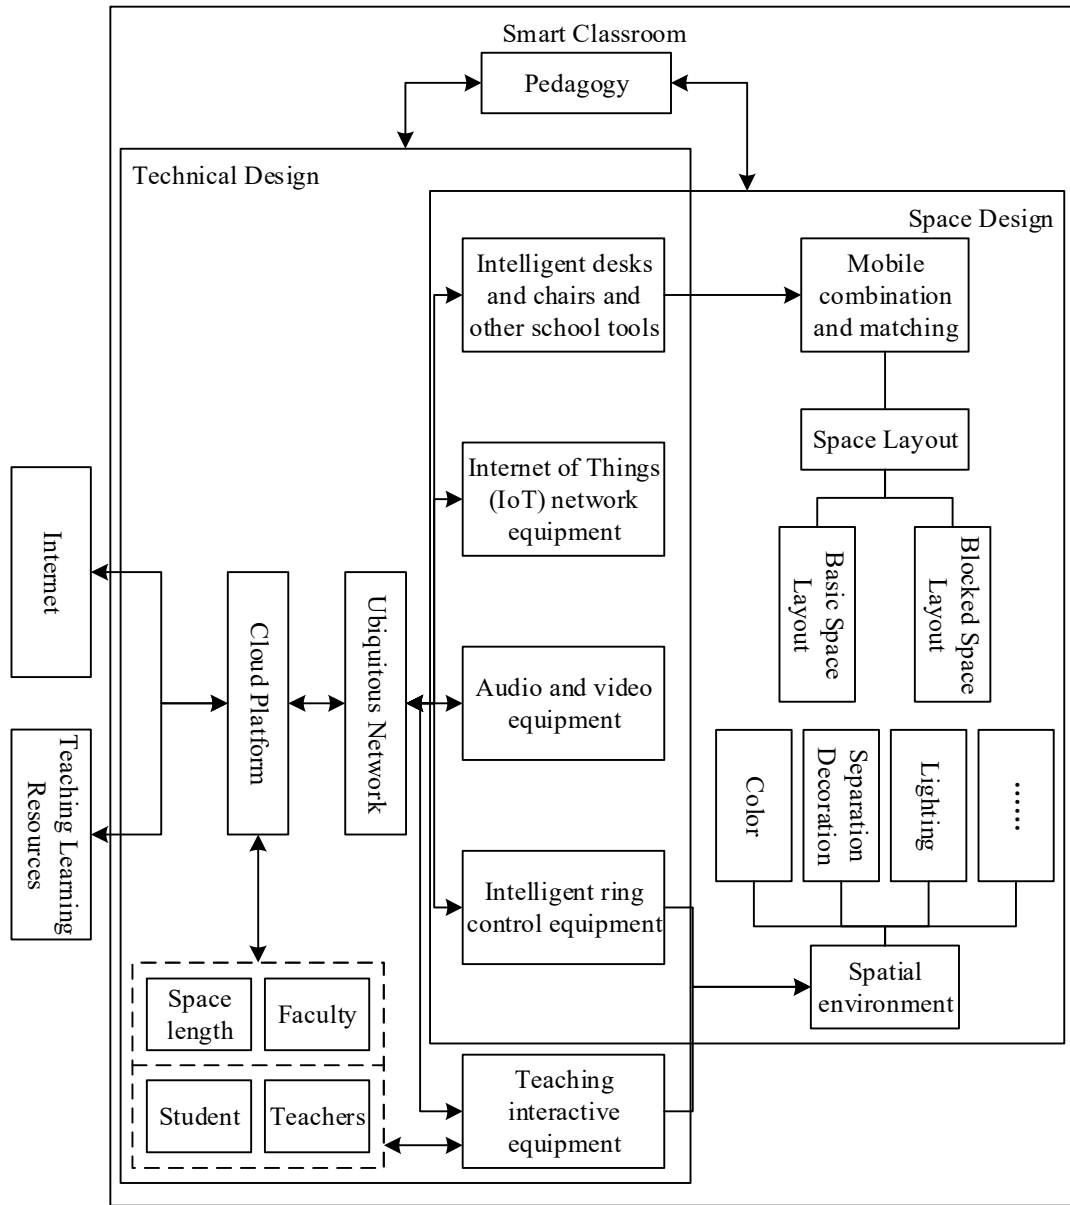 Smart Classroom
Pedagogy
Technical Design
Space Design
Intelligent desks
and chairs and
other school tools
Mobile
combination
and matching
Space Layout
Internet of Things
(IoT) network
equipment
Basic Space
Layout
Blocked Space
Layout
Internet
Cloud Platform
Ubiquitous Network
Audio and video
equipment
Teaching Learning
Resources
Color
Separation
Decoration
Lighting
......
Intelligent ring
control equipment
Spatial
environment
Space
length
Faculty
Student
Teachers
Teaching
interactive
equipment